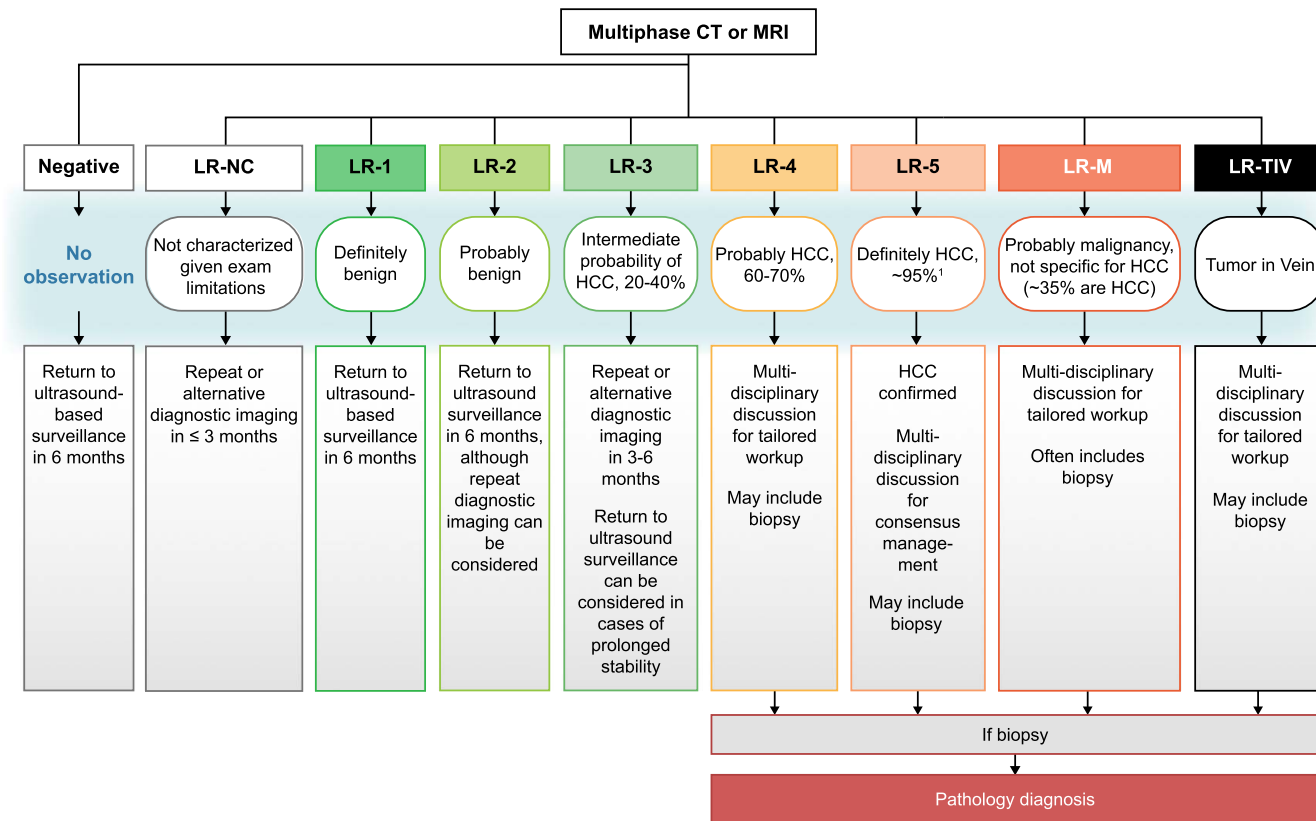 Multiphase CT or MRI
Negative
LR-NC
LR-1
LR-2
LR-3
LR-4
LR-5
LR-M
LR-TIV
No
observation
Not characterized
given exam
limitations
Definitely
benign
Probably
benign
Intermediate
probability of
HCC, 20-40%
Probably HCC,
60-70%
Definitely HCC,
~95%¹
Probably malignancy,
not specific for HCC
(~35% are HCC)
Tumor in Vein
Return to
ultrasound-
based
surveillance
in 6 months
Repeat or
alternative
diagnostic imaging
in ≤ 3 months
Return to
ultrasound-
based
surveillance
in 6 months
Return to
ultrasound
surveillance
in 6 months,
although
repeat
diagnostic
imaging can
be
considered
Repeat or
alternative
diagnostic
imaging
in 3-6
months
Return to
ultrasound
surveillance
can be
considered in
cases of
prolonged
stability
Multi-
disciplinary
discussion
for tailored
workup
May include
biopsy
HCC
confirmed
Multi-
disciplinary
discussion
for
consensus
manage-
ment
May include
biopsy
Multi-disciplinary
discussion for
tailored workup
Often includes
biopsy
Multi-
disciplinary
discussion
for tailored
workup
May include
biopsy
If biopsy
Pathology diagnosis